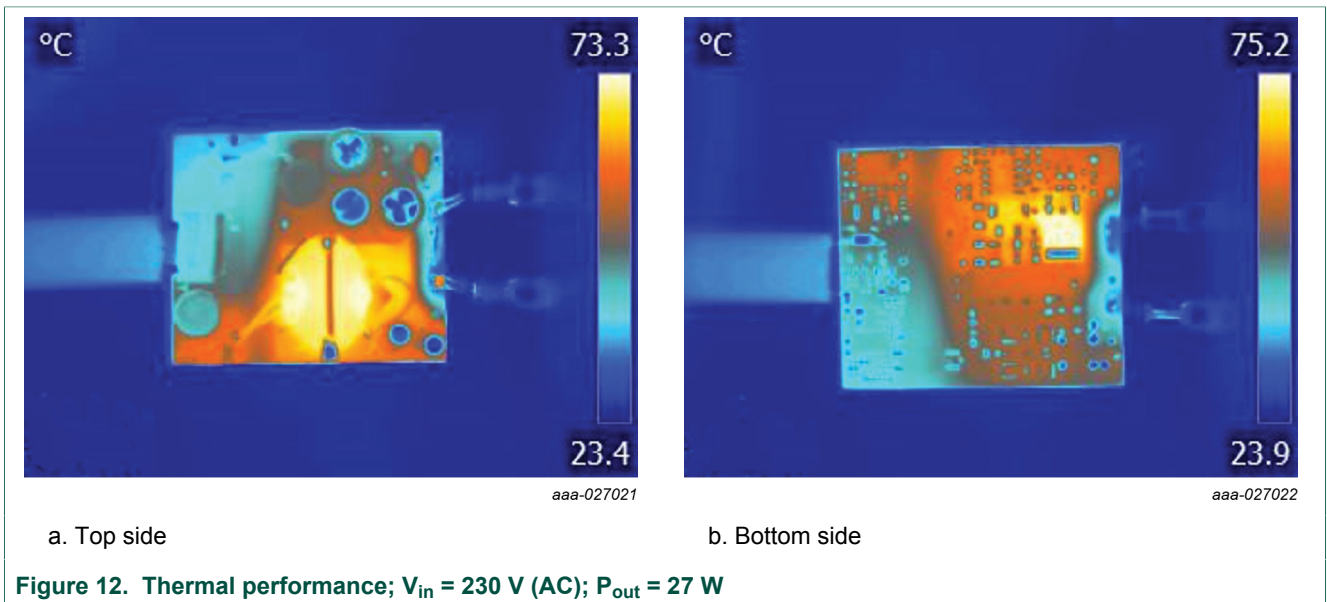 °C 73.3
23.4
aaa-027021
a. Top side
°C 75.2
23.9
aaa-027022
b. Bottom side
Figure 12. Thermal performance; Vin = 230 V (AC); Pout = 27 W